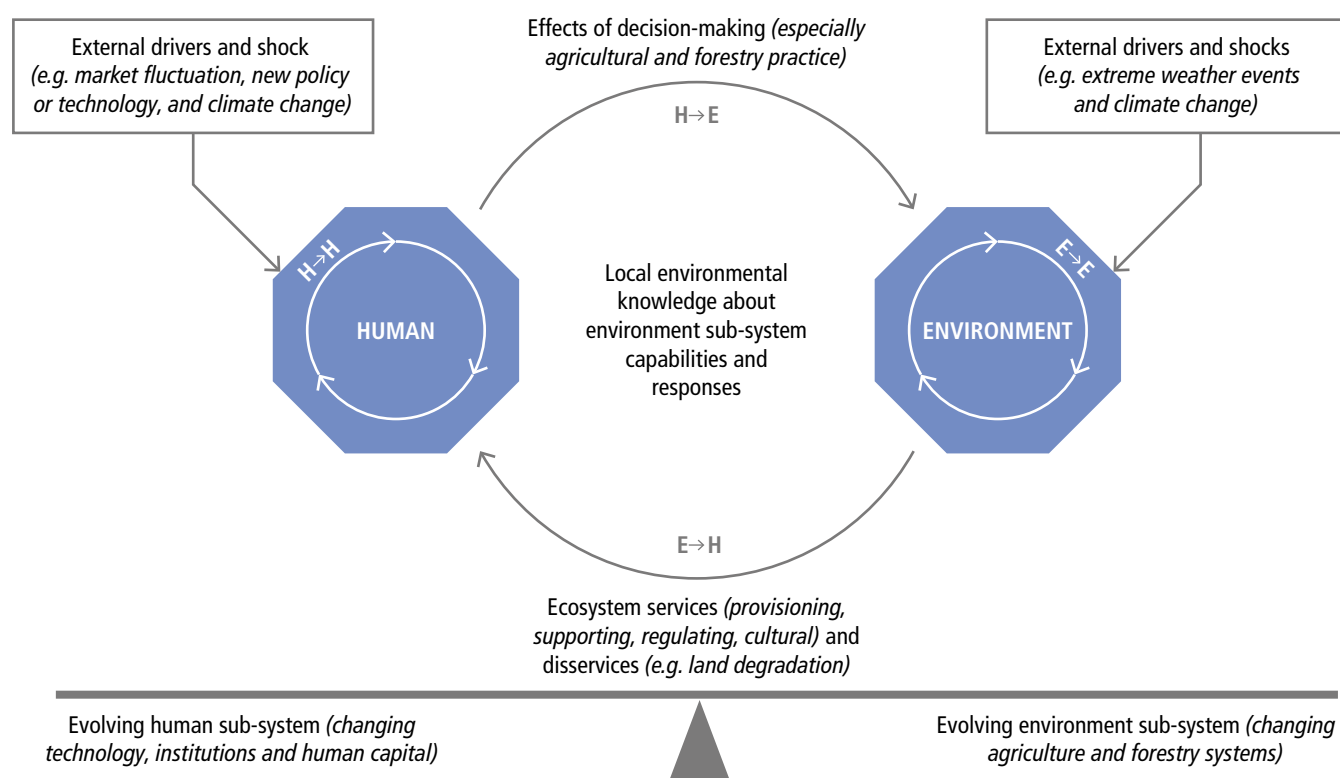 External drivers and shock
(e.g. market fluctuation, new policy
or technology, and climate change)
Effects of decision-making (especially
agricultural and forestry practice)
External drivers and shocks
(e.g. extreme weather events
and climate change)
H→E
H→H
HUMAN
Local environmental
knowledge about
environment sub-system
capabilities and
responses
E→E
ENVIRONMENT
E→H
Ecosystem services (provisioning,
supporting, regulating, cultural) and
disservices (e.g. land degradation)
Evolving human sub-system (changing
technology, institutions and human capital)
Evolving environment sub-system (changing
agriculture and forestry systems)